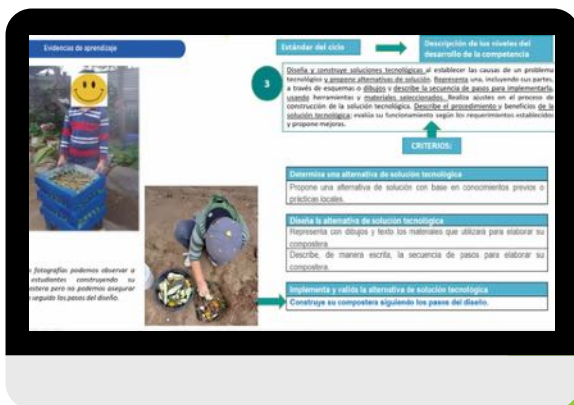 Evidencias de aprendizaje
Estándar del ciclo
Descripción de los niveles del
desarrollo de la competencia
3
Diseña y construye soluciones tecnológicas al establecer las causas de un problema
tecnológico y propone alternativas de solución. Representa una, incluyendo sus partes,
a través de esquemas o dibujos y describe la secuencia de pasos para implementarla,
usando herramientas y materiales seleccionados. Realiza ajustes en el proceso de
construcción de la solución tecnológica. Describe el procedimiento y beneficios de la
solución tecnológica; evalúa su funcionamiento según los requerimientos establecidos
y propone mejoras.
CRITERIOS:
Determina una alternativa de solución tecnológica
Propone una alternativa de solución con base en conocimientos previos o
prácticas locales.
Diseña la alternativa de solución tecnológica
Representa con dibujos y texto los materiales que utilizará para elaborar su
compostera
Describe, de manera escrita, la secuencia de pasos para elaborar su
compostera.
Implementa y valida la alternativa de solución tecnológica
Construye su compostera siguiendo los pasos del diseño.
fotografías podemos observar a
estudiantes construyendo su
pero no podemos asegurar
seguido los pasos del diseño.